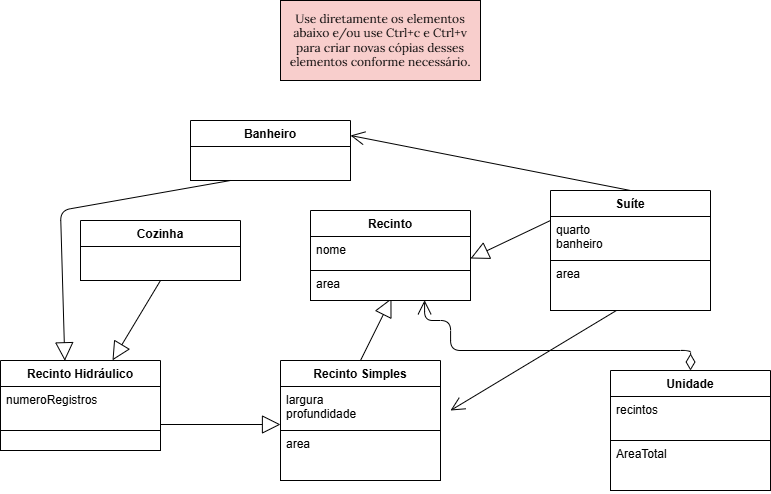 Use diretamente os elementos
abaixo e/ou use Ctrl+c e Ctrl+v
para criar novas cópias desses
elementos conforme necessário.
Banheiro
Suíte
quarto
banheiro
area
Cozinha
Recinto
nome
area
Recinto Hidráulico
numeroRegistros
Recinto Simples
largura
profundidade
area
Unidade
recintos
AreaTotal